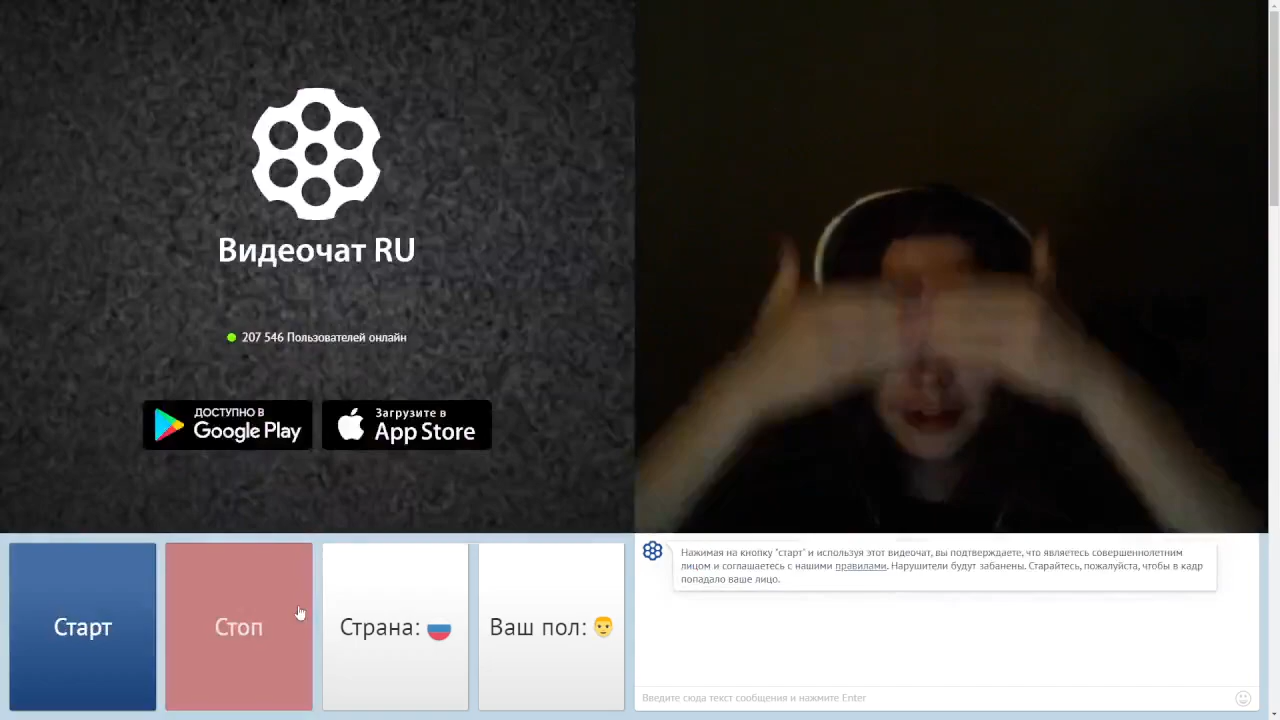 Видеочат RU
207 546 Пользователей онлайн
ДОСТУПНО В
Google Play
Загрузите в
App Store
Старт
Стоп
Страна:
Ваш пол:
Нажимая на кнопку "старт" и используя этот видеочат, вы подтверждаете, что являетесь совершеннолетним
лицом и соглашаетесь с нашими правилами. Нарушители будут забанены. Старайтесь, пожалуйста, чтобы в кадр
попадало ваше лицо.
Введите сюда текст сообщения и нажмите Enter